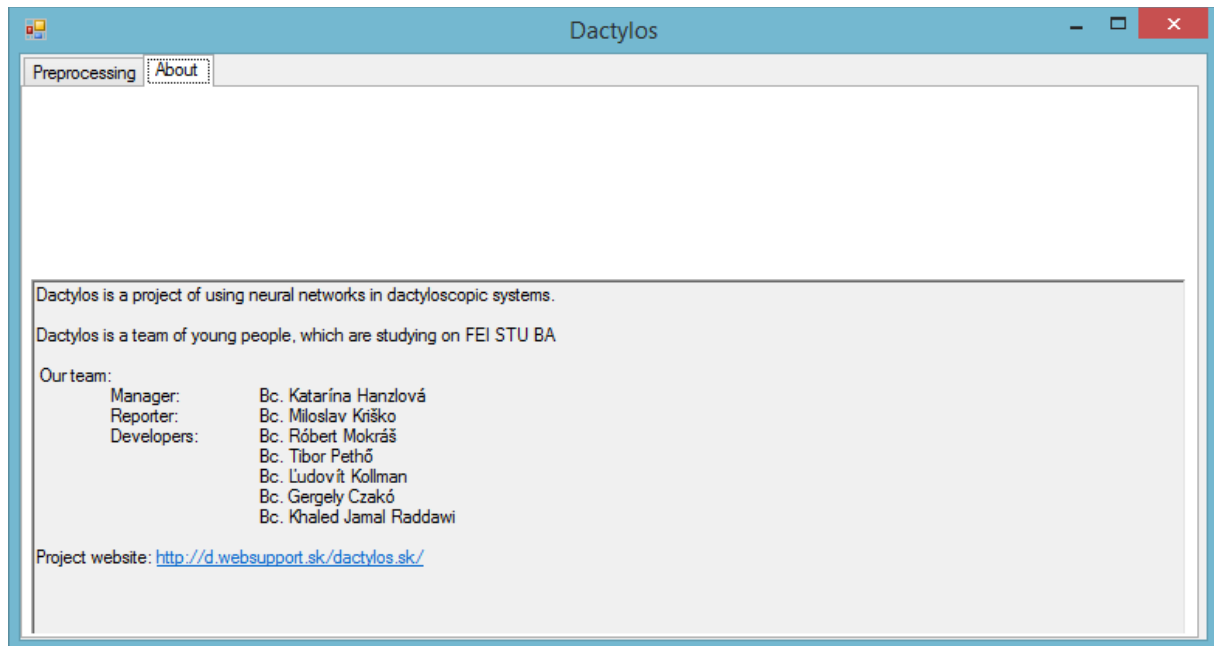 Dactylos
Preprocessing About
Dactylos is a project of using neural networks in dactyloscopic systems.
Dactylos is a team of young people, which are studying on FEI STU BA
Our team:
Manager: Bc. Katarína Hanzlová
Reporter: Bc. Miloslav Kriško
Developers: Bc. Róbert Mokráš
Bc. Tibor Pethő
Bc. Ľudovít Kollman
Bc. Gergely Czakó
Bc. Khaled Jamal Raddawi
Project website: http://d.websupport.sk/dactylos.sk/